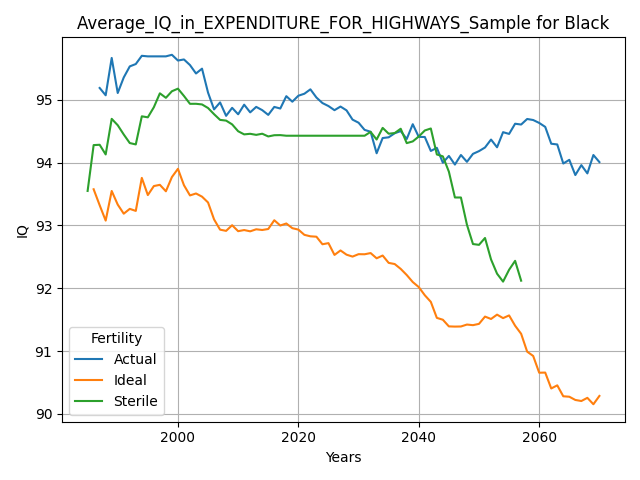 Average_IQ_in_EXPENDITURE_FOR_HIGHWAYS_Sample for Black
IQ
95
94
93
92
91
90
Fertility
Actual
Ideal
Sterile
2000
2020
2040
2060
Years